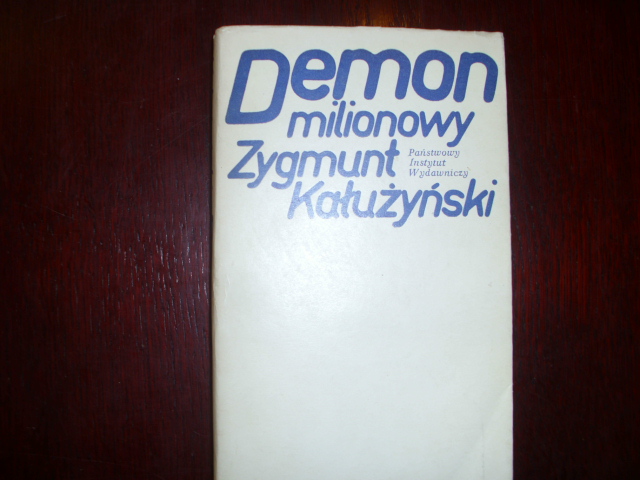 Demon
milionowy
Zygmunt
Państwowy
Instytut
Wydawniczy
Kałużyński